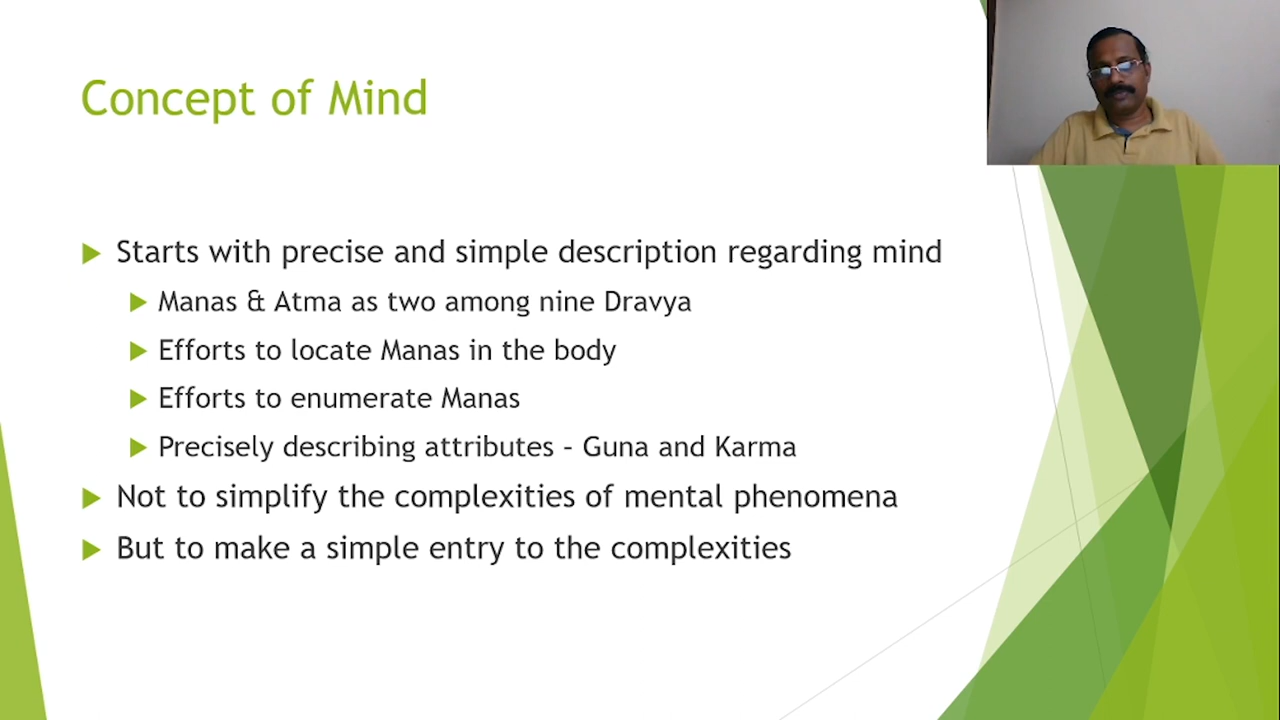 Concept of Mind
Starts with precise and simple description regarding mind
Manas & Atma as two among nine Dravya
Efforts to locate Manas in the body
Efforts to enumerate Manas
Precisely describing attributes – Guna and Karma
Not to simplify the complexities of mental phenomena
But to make a simple entry to the complexities